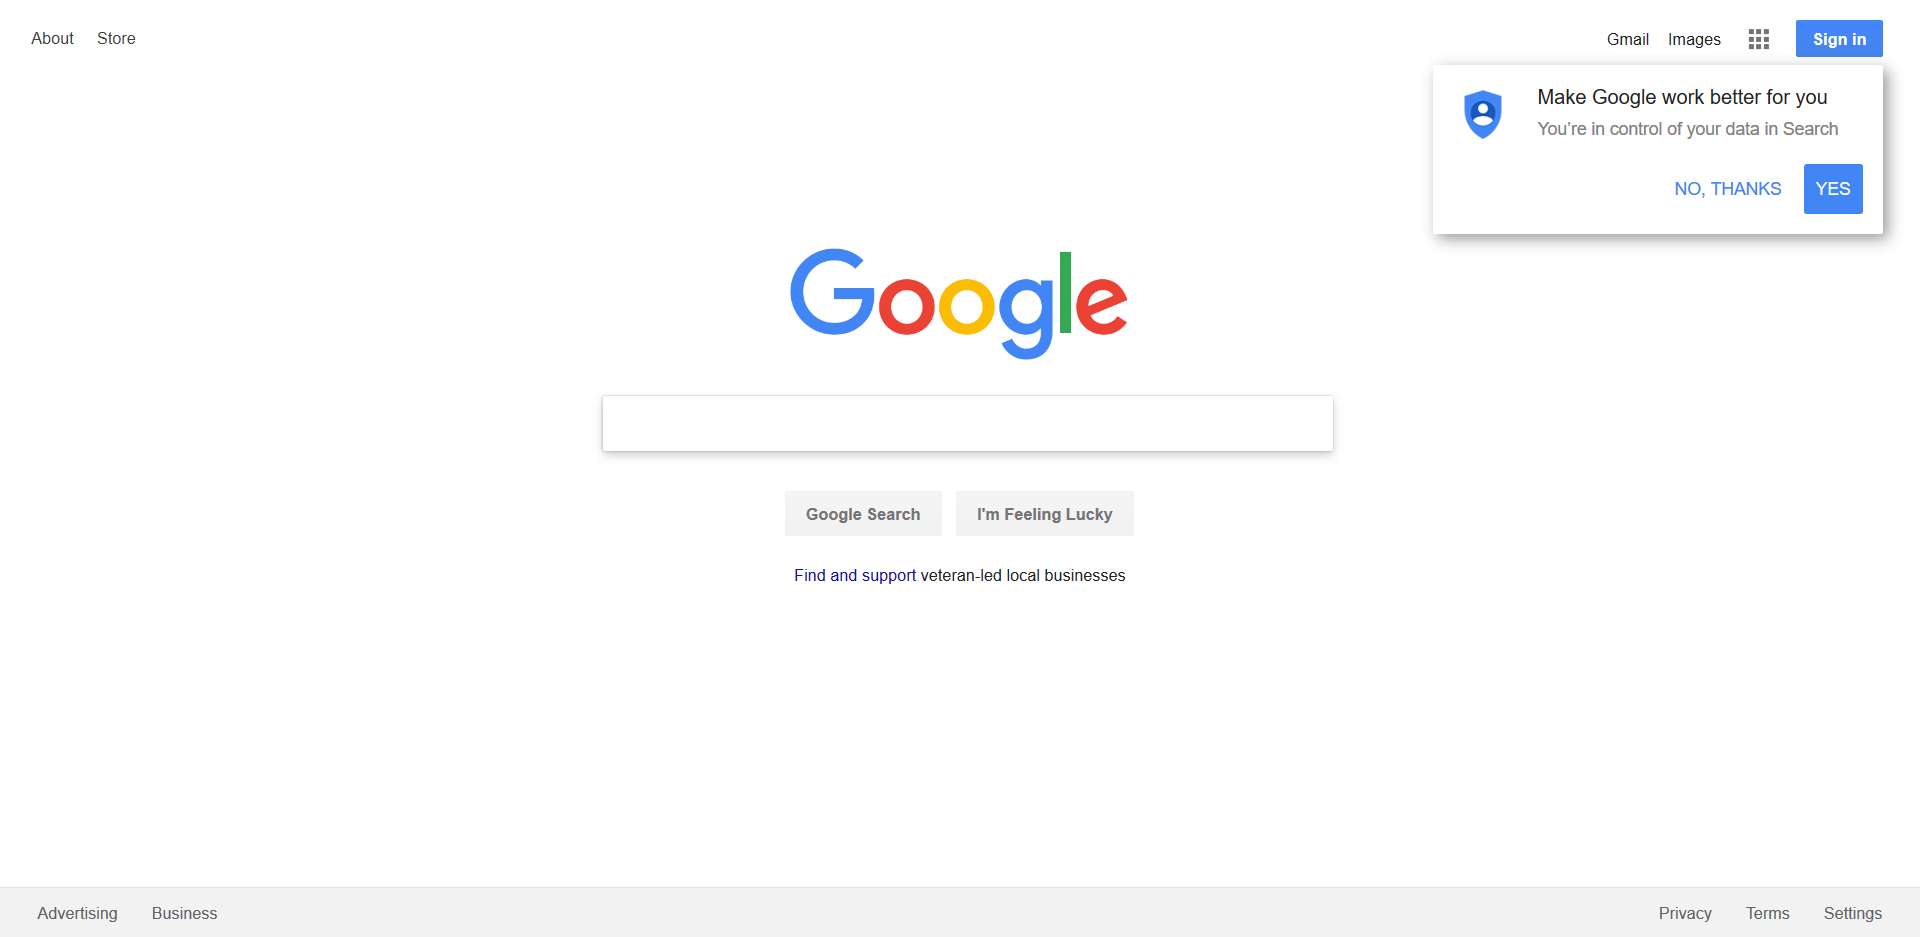 About Store
Gmail Images Sign in
Make Google work better for you
You’re in control of your data in Search
NO, THANKS YES
Google
Google Search I'm Feeling Lucky
Find and support veteran-led local businesses
Advertising Business
Privacy Terms Settings